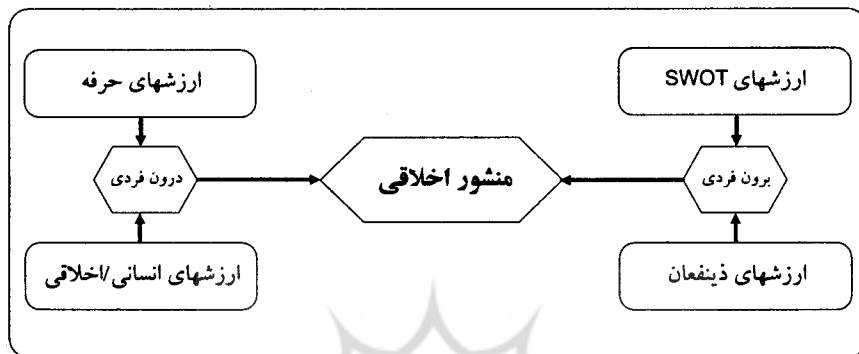 ارزشهای SWOT
ارزشهای حرفه
برون فردی
منشور اخلاقی
درون فردی
ارزشهای ذینفعان
ارزشهای انسانی/اخلاقی